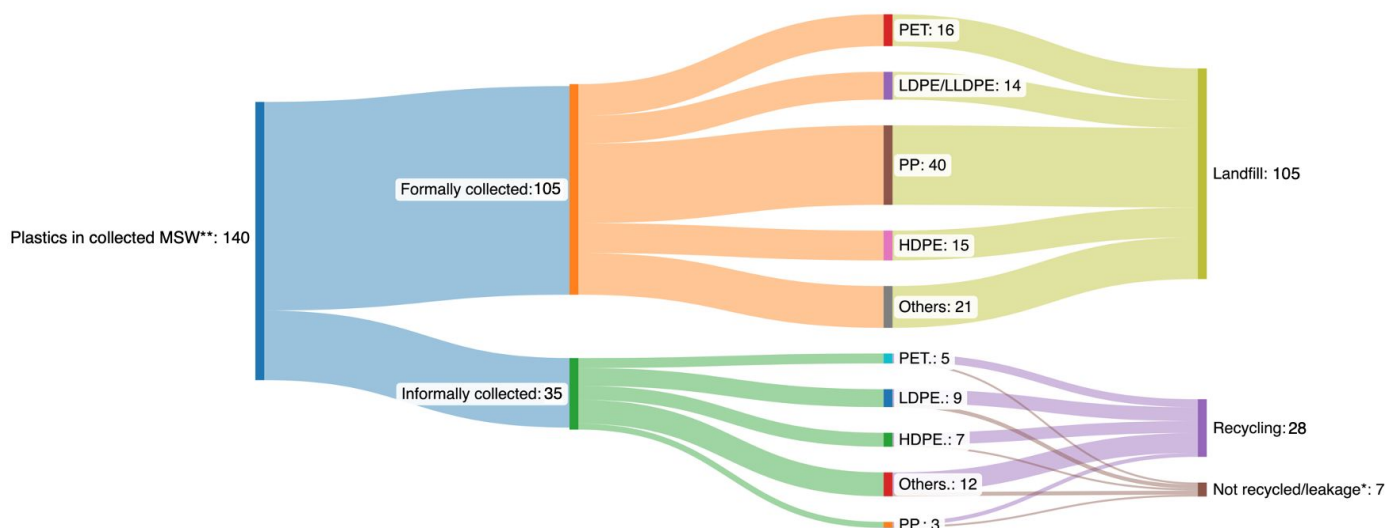 Plastics in collected MSW**: 140
Formally collected: 105
Informally collected: 35
PET: 16
LDPE/LLDPE: 14
PP: 40
HDPE: 15
Others: 21
PET.: 5
LDPE.: 9
HDPE.: 7
Others.: 12
PP.: 3
Landfill: 105
Recycling: 28
Not recycled/leakage*: 7